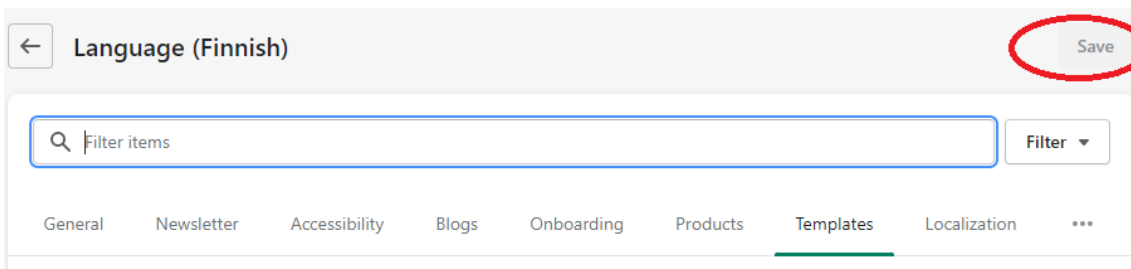 Language (Finnish)
Save
Filter items
Filter
General Newsletter Accessibility Blogs Onboarding Products Templates Localization